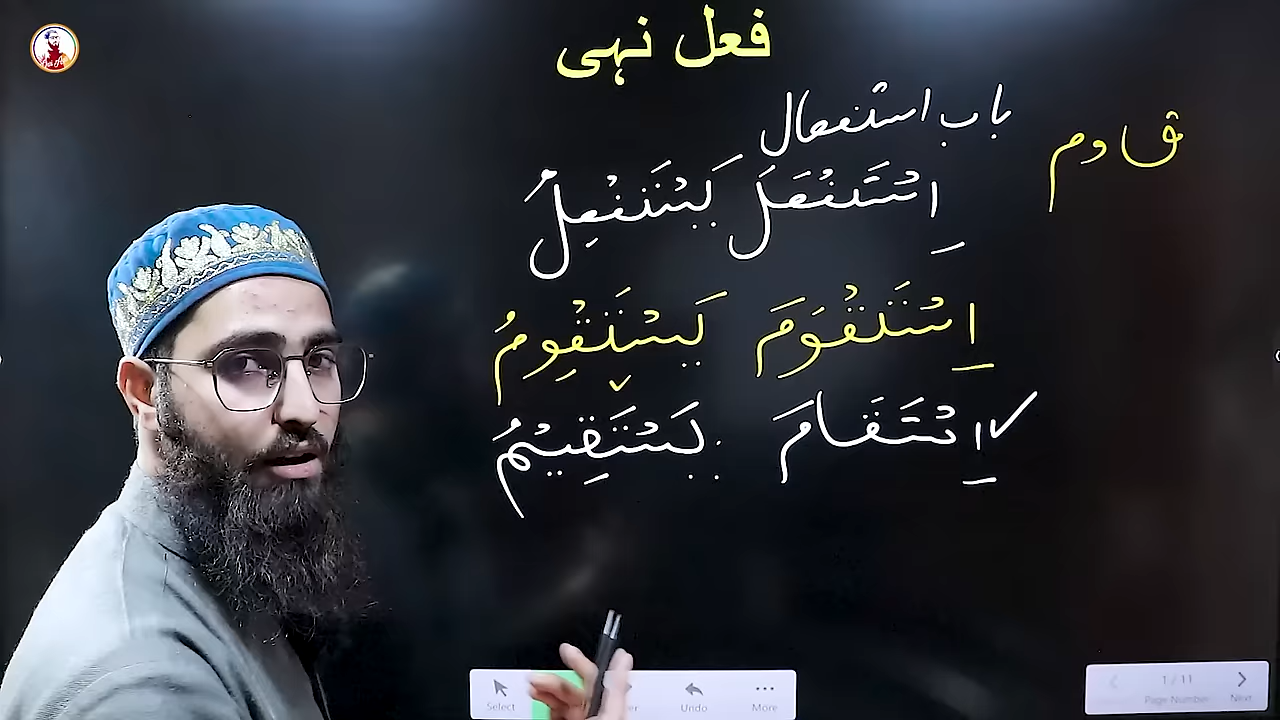 فعل نہی
باب استفعال
ق و م
اِسْتَفْعَلَ يَسْتَفْعِلُ
اِسْتَقْوَمَ يَسْتَقْوِمُ
اِسْتَقَامَ يَسْتَقِيْمُ
Select
Undo
More
1/11
Page Number
Next